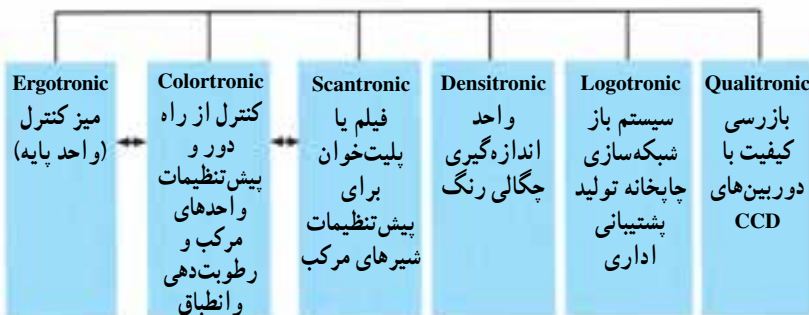 Ergotronic
میز کنترل
(واحد پایه)
Colortronic
کنترل از راه
دور و
پیش‌تنظیمات
واحدهای
مرکب و
رطوبت‌دهی
وانطباق
Scantronic
فیلم یا
پلیت‌خوان
برای
پیش‌تنظیمات
شیرهای مرکب
Densitronic
واحد
اندازه‌گیری
چگالی رنگ
Logotronic
سیستم باز
شبکه‌سازی
چاپخانه تولید
پشتیبانی
اداری
Qualitronic
بازرسی
کیفیت با
دوربین‌های
CCD